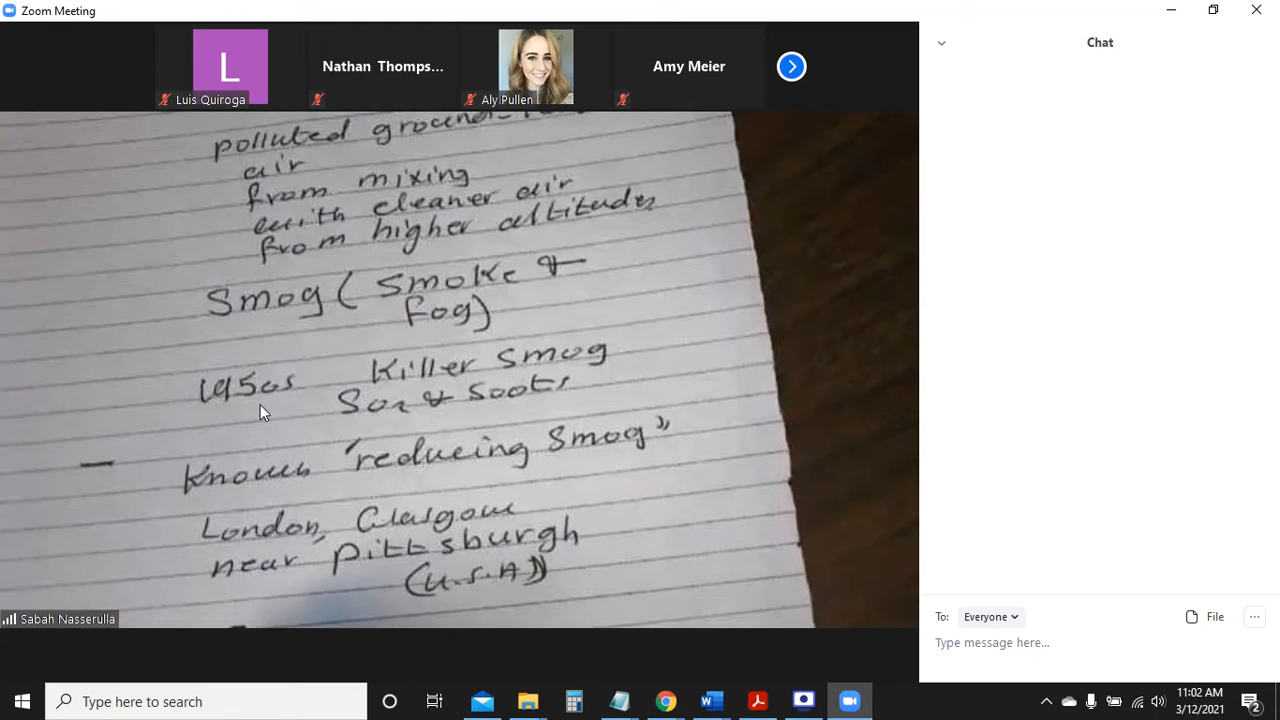 Zoom Meeting
L
Luis Quiroga
Nathan Thomps...
Aly Pullen
Amy Meier
Chat
polluted ground-
air
from mixing
with cleaner air
from higher altitudes
Smog ( Smoke &
fog)
1950s Killer smog
SO2 & soots
— Known "reducing smog"
London, Glasgow
near, pittsburgh
(U.S.A))
Sabah Nasserulla
To: Everyone
File
Type message here...
Type here to search
11:02 AM
3/12/2021
2